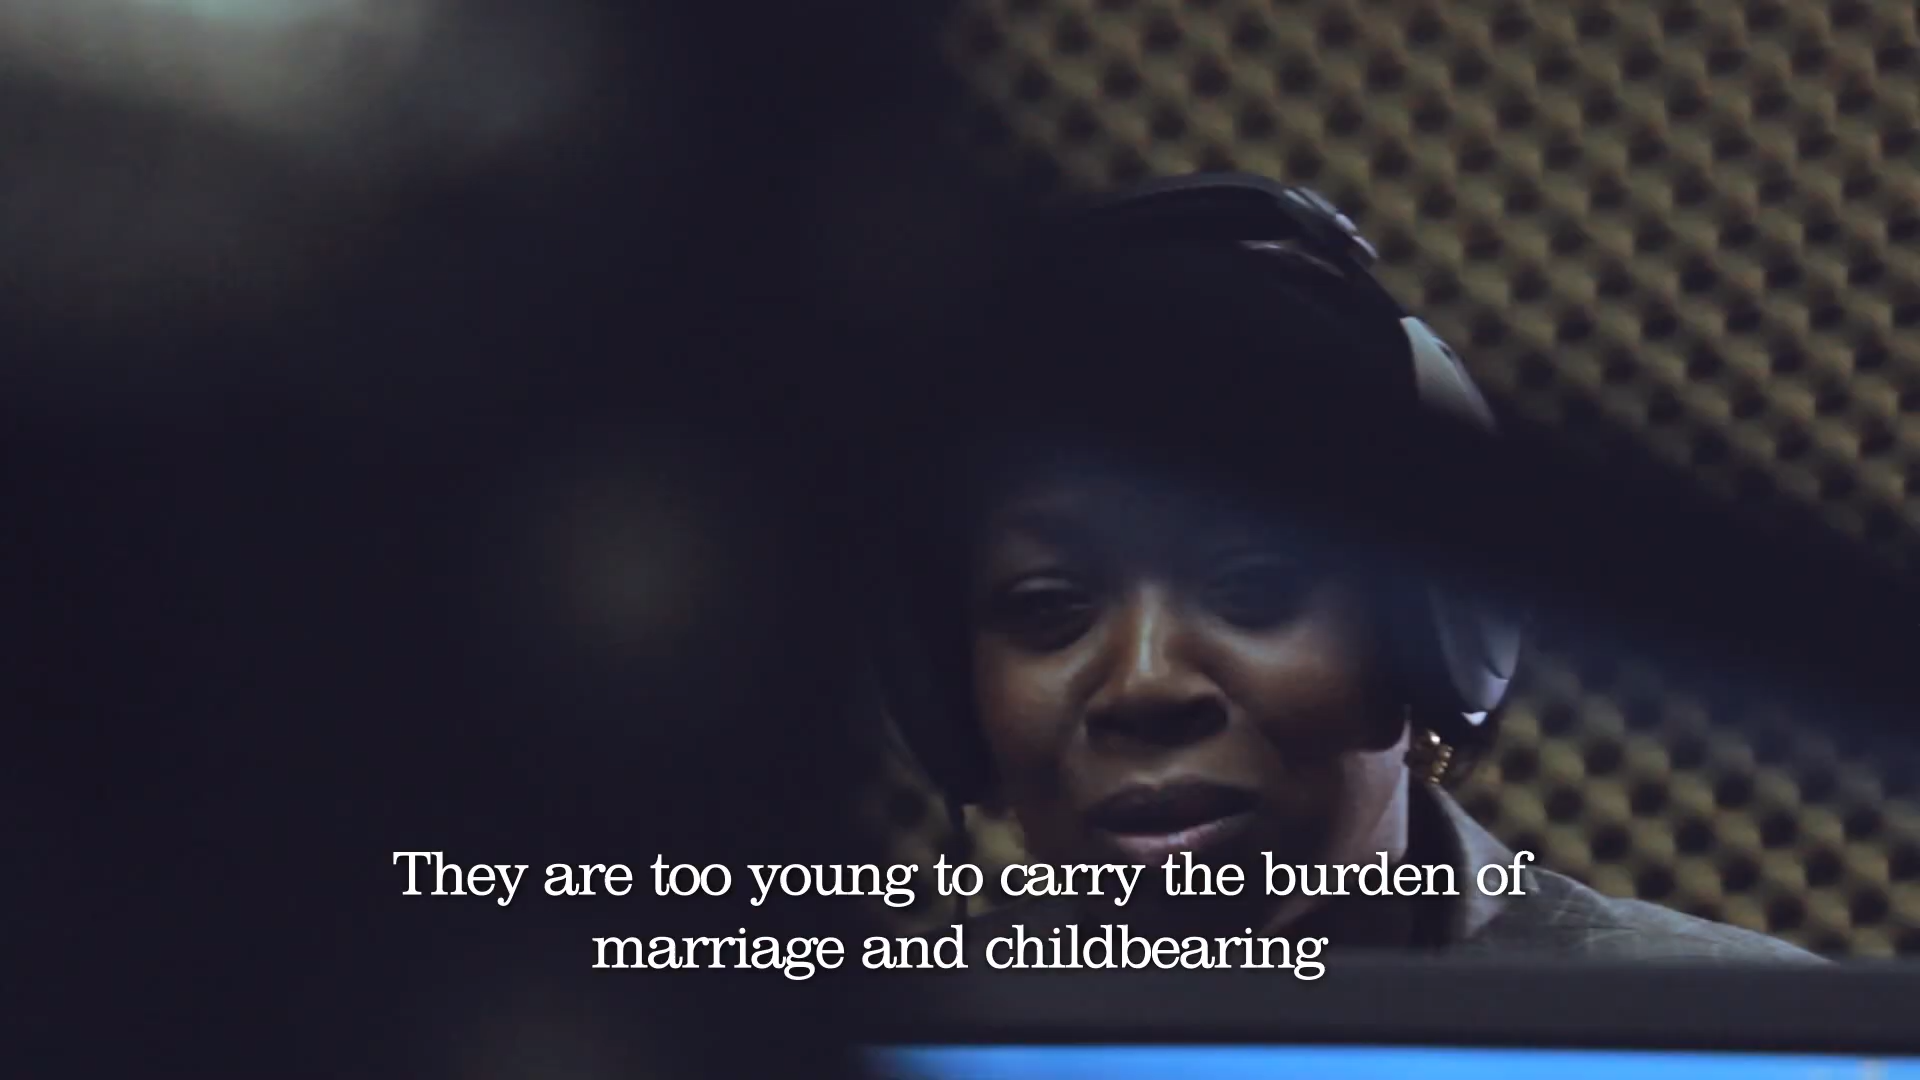 They are too young to carry the burden of
marriage and childbearing